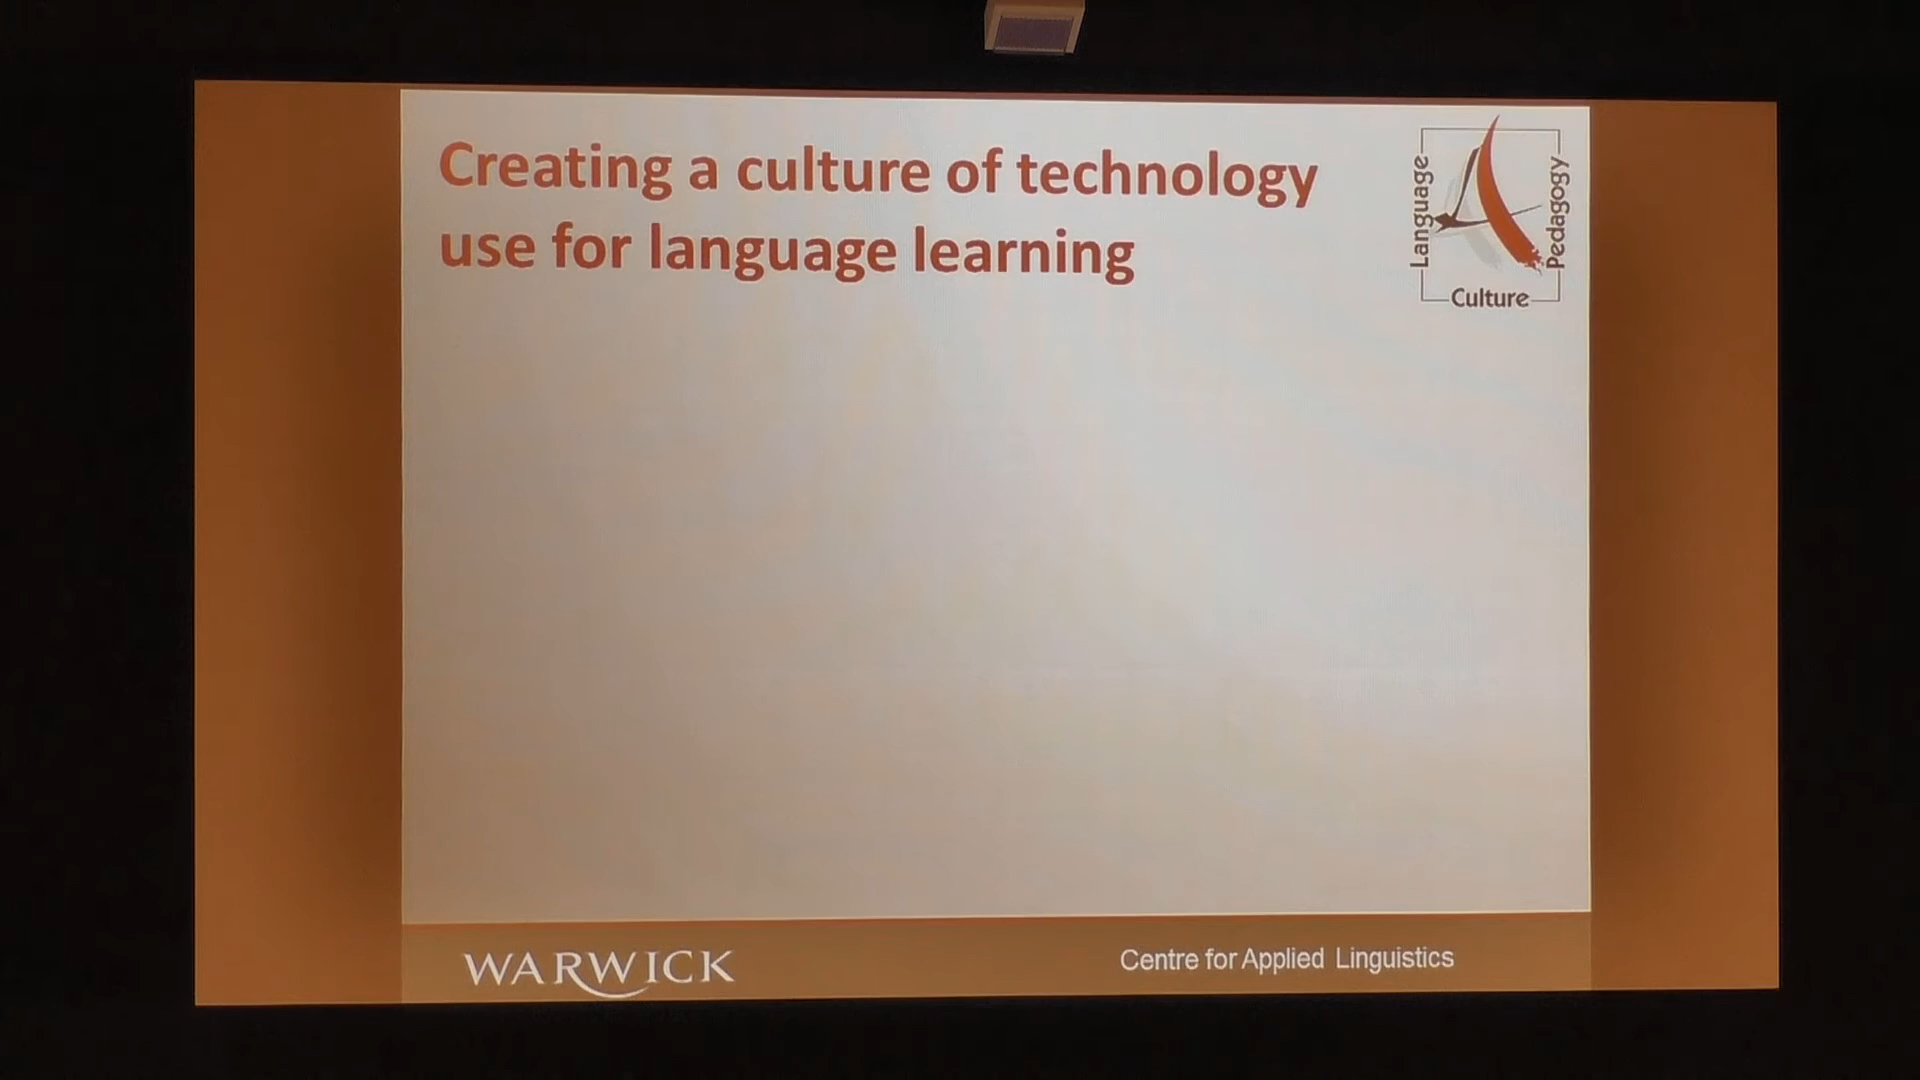 Creating a culture of technology
use for language learning
Language
Pedagogy
Culture
WARWICK
Centre for Applied Linguistics